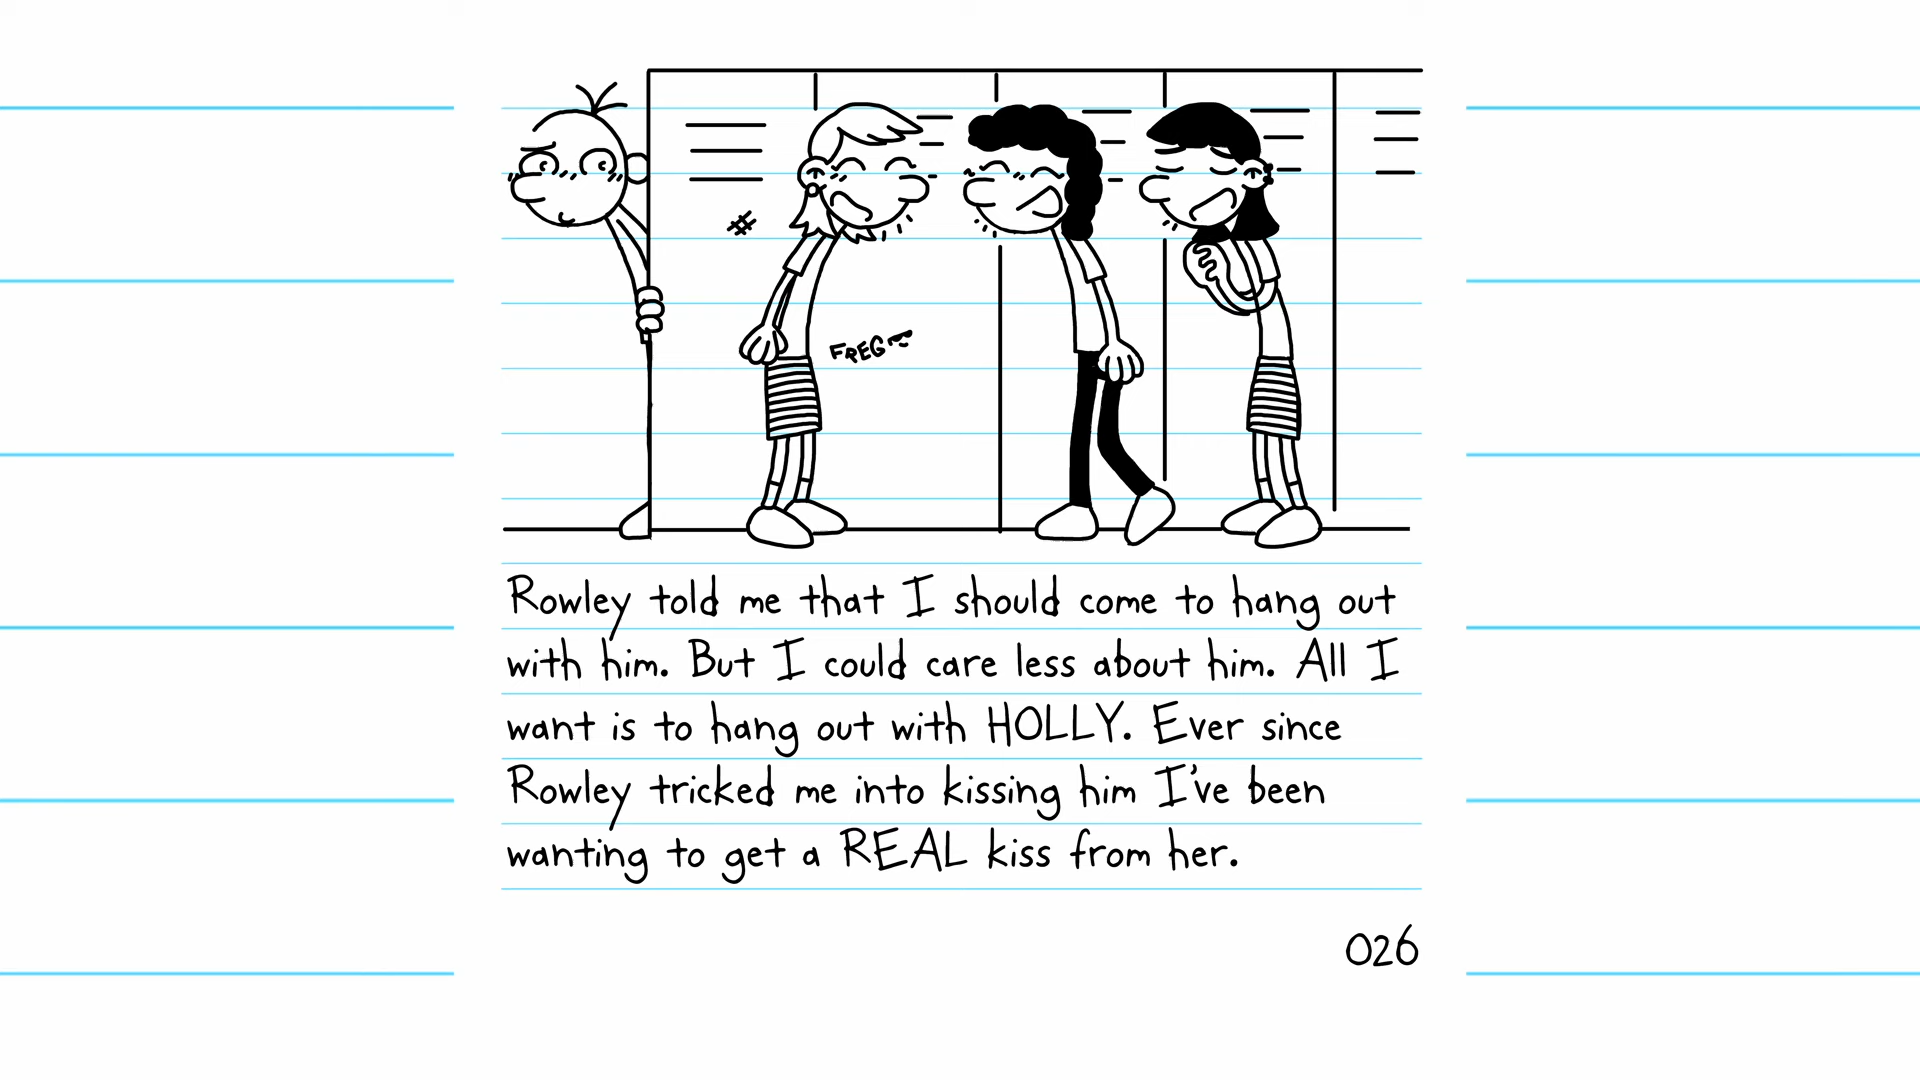 FREG
Rowley told me that I should come to hang out
with him. But I could care less about him. All I
want is to hang out with HOLLY. Ever since
Rowley tricked me into kissing him I've been
wanting to get a REAL kiss from her.
026